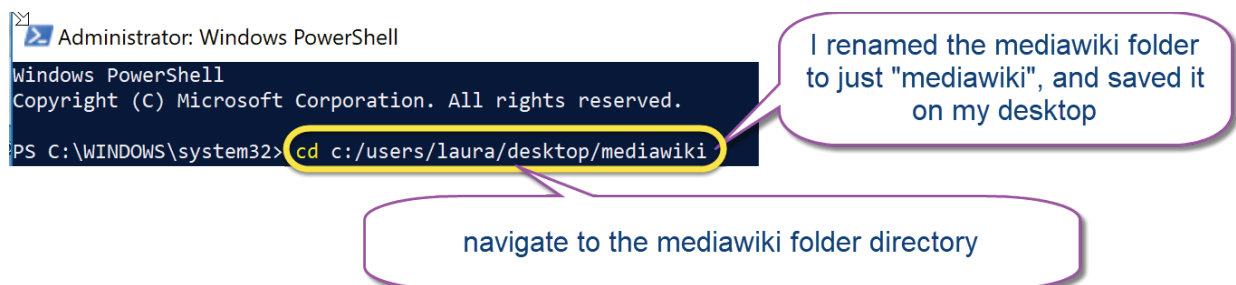 Administrator: Windows PowerShell
Windows PowerShell
Copyright (C) Microsoft Corporation. All rights reserved.
PS C:\WINDOWS\system32> cd c:/users/laura/desktop/mediawiki
I renamed the mediawiki folder
to just "mediawiki", and saved it
on my desktop
navigate to the mediawiki folder directory